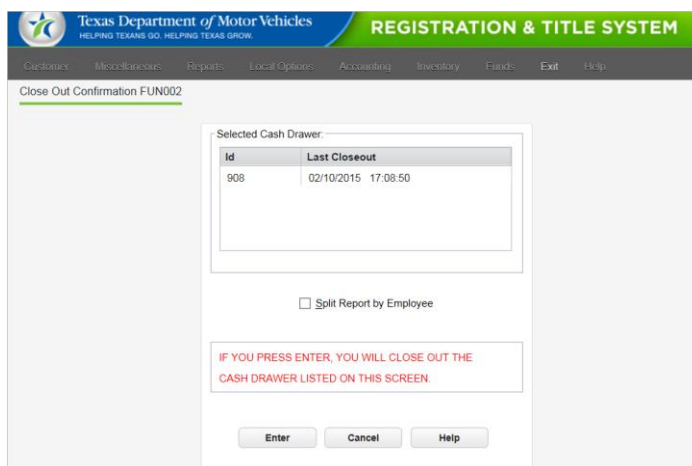 Texas Department of Motor Vehicles
HELPING TEXANS GO. HELPING TEXAS GROW.
REGISTRATION & TITLE SYSTEM
Customer Miscellaneous Reports Local Options Accounting Inventory Funds Exit Help
Close Out Confirmation FUN002
Selected Cash Drawer:
Id Last Closeout
908 02/10/2015 17:08:50
Split Report by Employee
IF YOU PRESS ENTER, YOU WILL CLOSE OUT THE
CASH DRAWER LISTED ON THIS SCREEN.
Enter Cancel Help